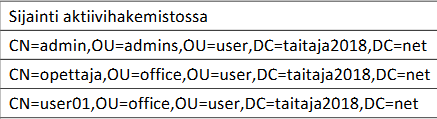 Sijainti aktiivihakemistossa
CN=admin,OU=admins,OU=user,DC=taitaja2018,DC=net
CN=opettaja,OU=office,OU=user,DC=taitaja2018,DC=net
CN=user01,OU=office,OU=user,DC=taitaja2018,DC=net